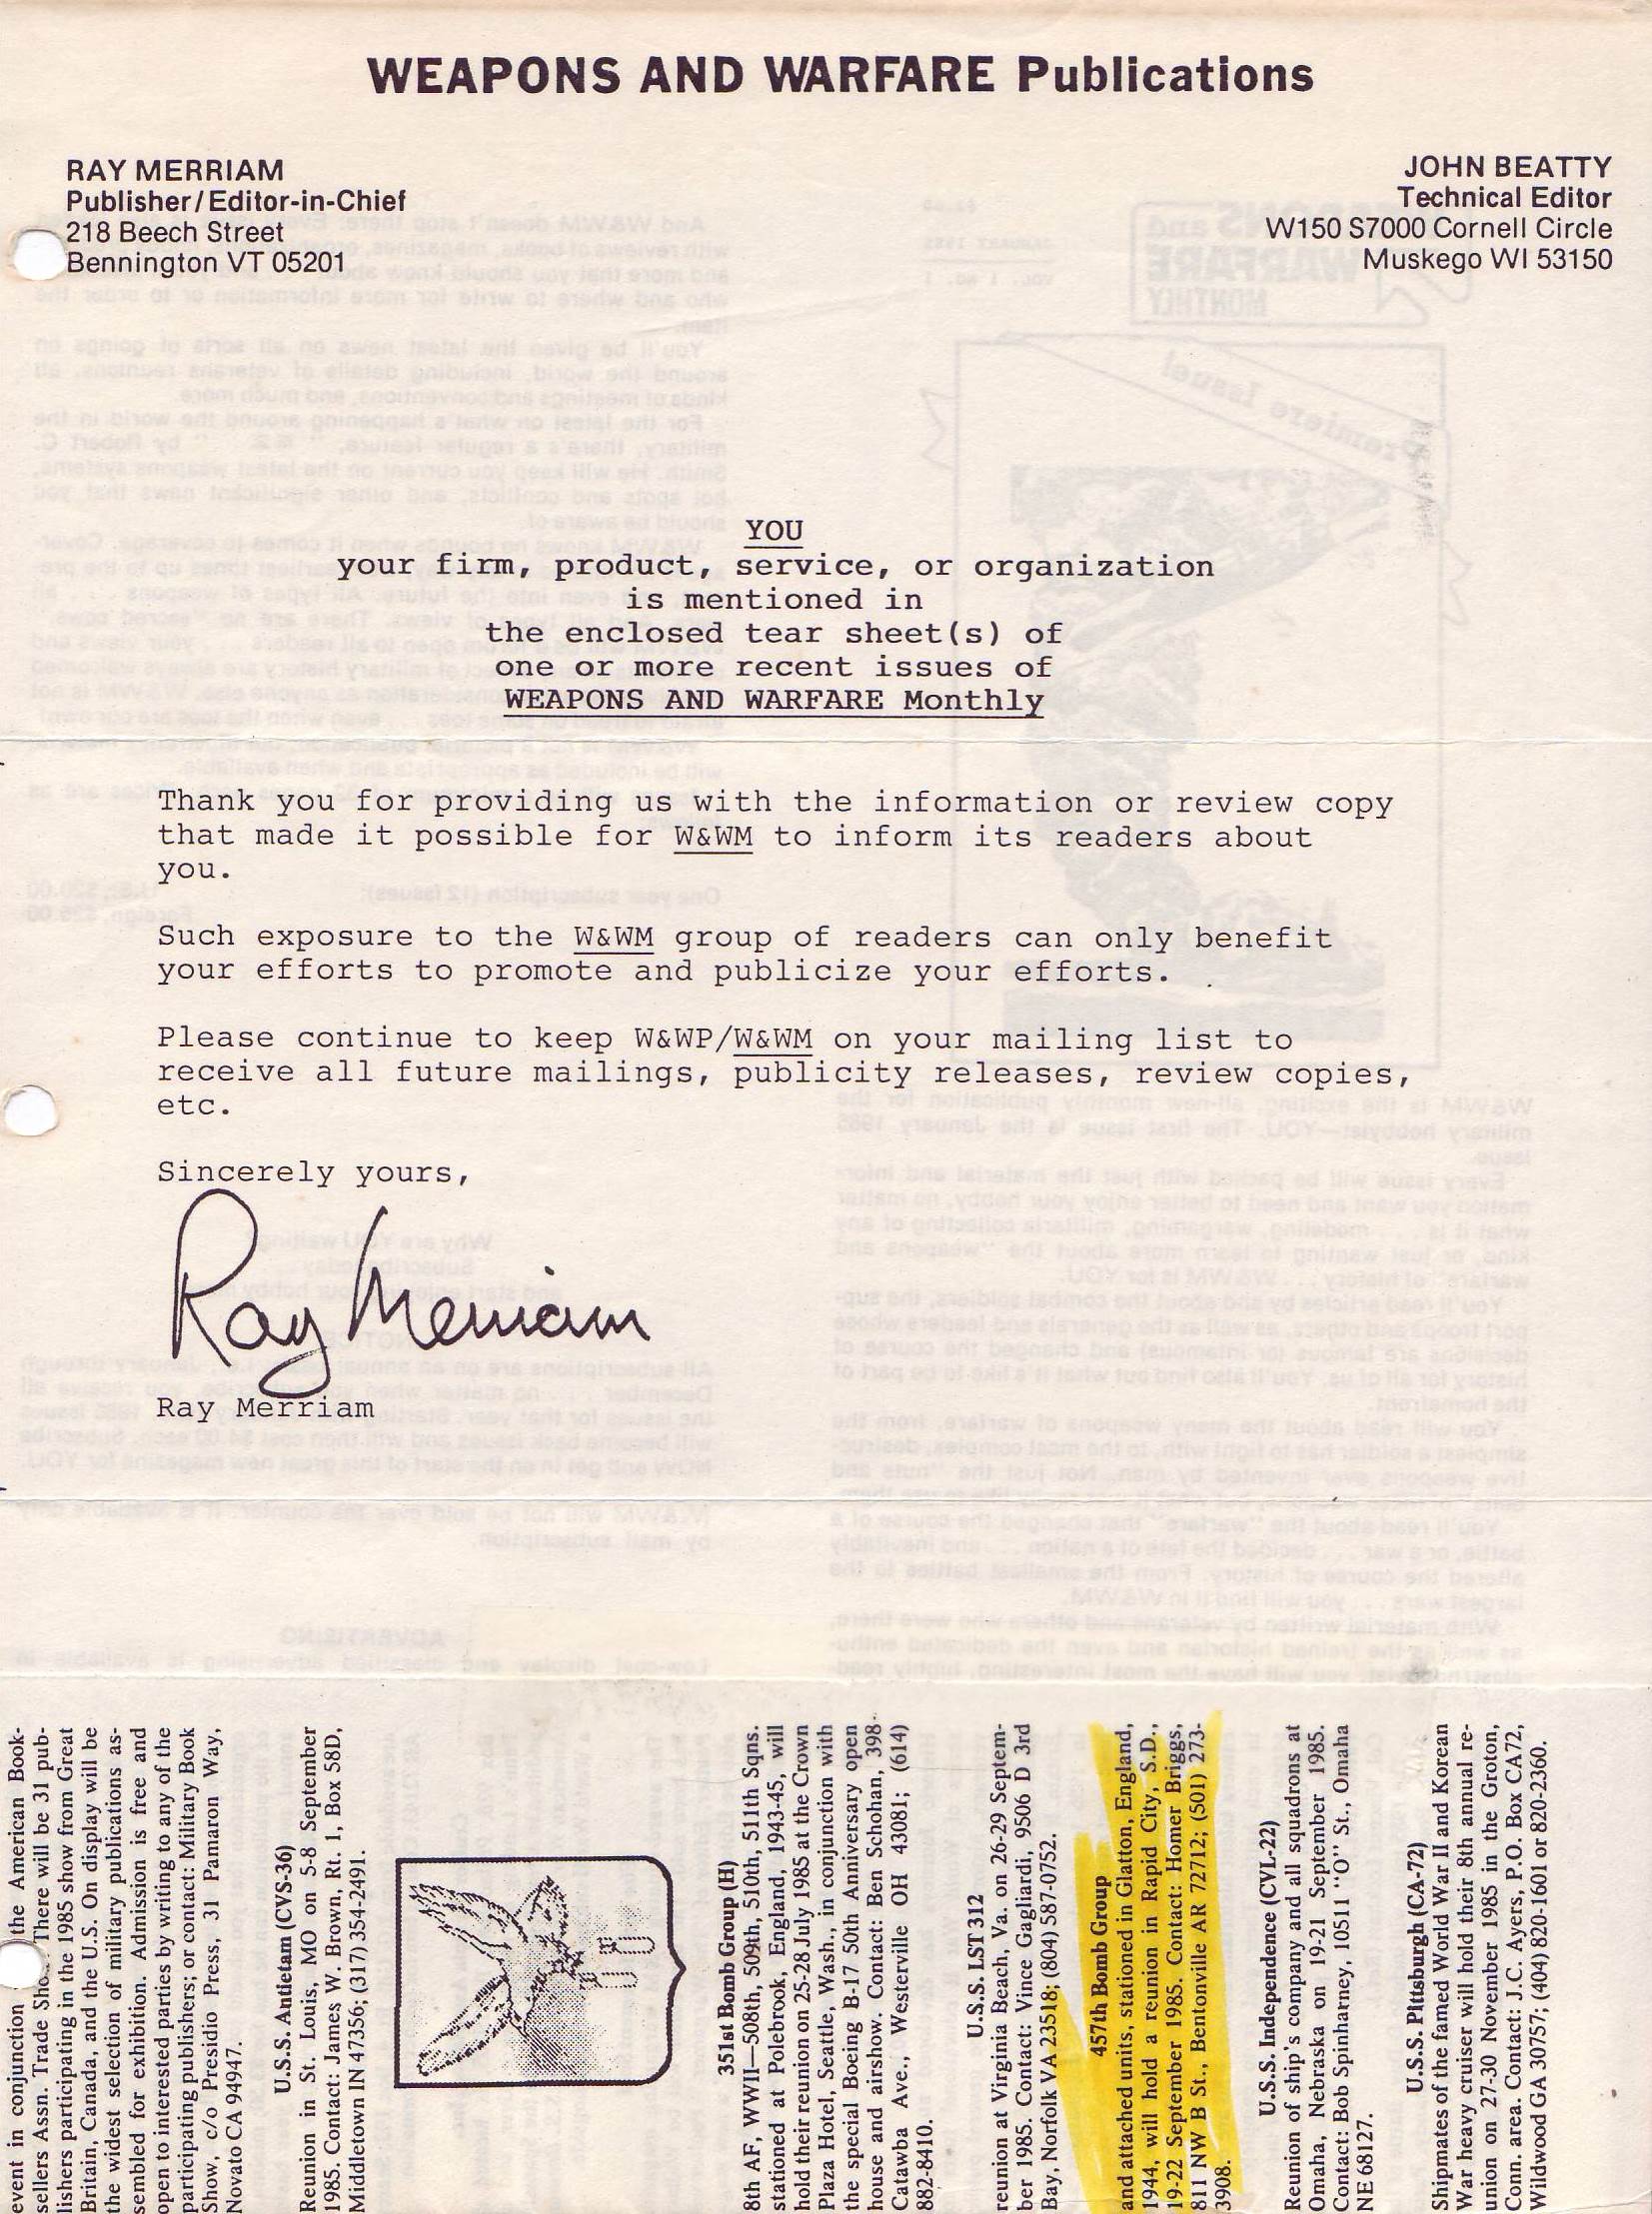 WEAPONS AND WARFARE Publications
RAY MERRIAM
Publisher/Editor-in-Chief
218 Beech Street
Bennington VT 05201
JOHN BEATTY
Technical Editor
W150 S7000 Cornell Circle
Muskego WI 53150
YOU
your firm, product, service, or organization
is mentioned in
the enclosed tear sheet(s) of
one or more recent issues of
WEAPONS AND WARFARE Monthly
Thank you for providing us with the information or review copy
that made it possible for W&WM to inform its readers about
you.
Such exposure to the W&WM group of readers can only benefit
your efforts to promote and publicize your efforts.
Please continue to keep W&WP/W&WM on your mailing list to
receive all future mailings, publicity releases, review copies,
etc.
Sincerely yours,
Ray Merriam
Ray Merriam
event in conjunction the American Book-
sellers Assn. Trade Show. There will be 31 pub-
lishers participating in the 1985 show from Great
Britain, Canada, and the U.S. On display will be
the widest selection of military publications as-
sembled for exhibition. Admission is free and
open to interested parties by writing to any of the
participating publishers; or contact: Military Book
Show, c/o Presidio Press, 31 Pamaron Way,
Novato CA 94947.
U.S.S. Antietam (CVS-36)
Reunion in St. Louis, MO on 5-8 September
1985. Contact: James W. Brown, Rt. 1, Box 58D,
Middletown IN 47356; (317) 354-2491.
351st Bomb Group (H)
8th AF, WWII—508th, 509th, 510th, 511th Sqns.
stationed at Polebrook, England, 1943-45, will
hold their reunion on 25-28 July 1985 at the Crown
Plaza Hotel, Seattle, Wash., in conjunction with
the special Boeing B-17 50th Anniversary open
house and airshow. Contact: Ben Schohan, 398
Catawba Ave., Westerville OH 43081; (614)
882-8410.
U.S.S. LST 312
reunion at Virginia Beach, Va. on 26-29 Septem-
ber 1985. Contact: Vince Gagliardi, 9506 D 3rd
Bay, Norfolk VA 23518; (804) 587-0752.
457th Bomb Group
and attached units, stationed in Glatton, England,
1944, will hold a reunion in Rapid City, S.D.,
19-22 September 1985. Contact: Homer Briggs,
811 NW B St., Bentonville AR 72712; (501) 273-
3908.
U.S.S. Independence (CVL-22)
Reunion of ship's company and all squadrons at
Omaha, Nebraska on 19-21 September 1985.
Contact: Bob Spinharney, 10511 "O" St., Omaha
NE 68127.
U.S.S. Pittsburgh (CA-72)
Shipmates of the famed World War II and Korean
War heavy cruiser will hold their 8th annual re-
union on 27-30 November 1985 in the Groton,
Conn. area. Contact: J.C. Ayers, P.O. Box CA72,
Wildwood GA 30757; (404) 820-1601 or 820-2360.